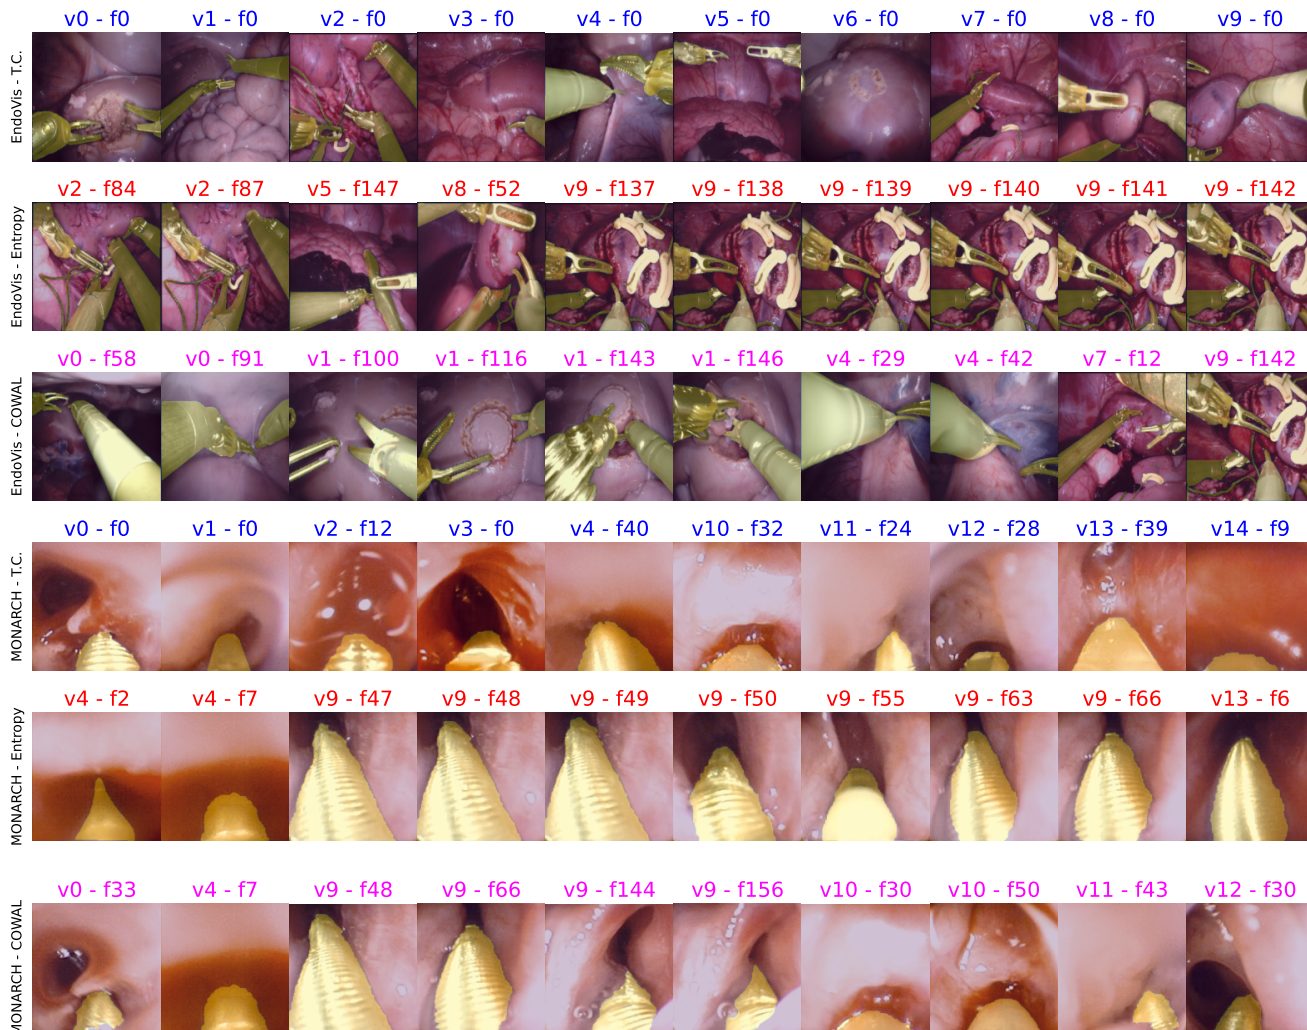 v0 - f0 v1 - f0 v2 - f0 v3 - f0 v4 - f0 v5 - f0 v6 - f0 v7 - f0 v8 - f0 v9 - f0
EndoVis - T.C.
v2 - f84 v2 - f87 v5 - f147 v8 - f52 v9 - f137 v9 - f138 v9 - f139 v9 - f140 v9 - f141 v9 - f142
EndoVis - Entropy
v0 - f58 v0 - f91 v1 - f100 v1 - f116 v1 - f143 v1 - f146 v4 - f29 v4 - f42 v7 - f12 v9 - f142
EndoVis - COWAL
v0 - f0 v1 - f0 v2 - f12 v3 - f0 v4 - f40 v10 - f32 v11 - f24 v12 - f28 v13 - f39 v14 - f9
MONARCH - T.C.
v4 - f2 v4 - f7 v9 - f47 v9 - f48 v9 - f49 v9 - f50 v9 - f55 v9 - f63 v9 - f66 v13 - f6
MONARCH - Entropy
v0 - f33 v4 - f7 v9 - f48 v9 - f66 v9 - f144 v9 - f156 v10 - f30 v10 - f50 v11 - f43 v12 - f30
MONARCH - COWAL